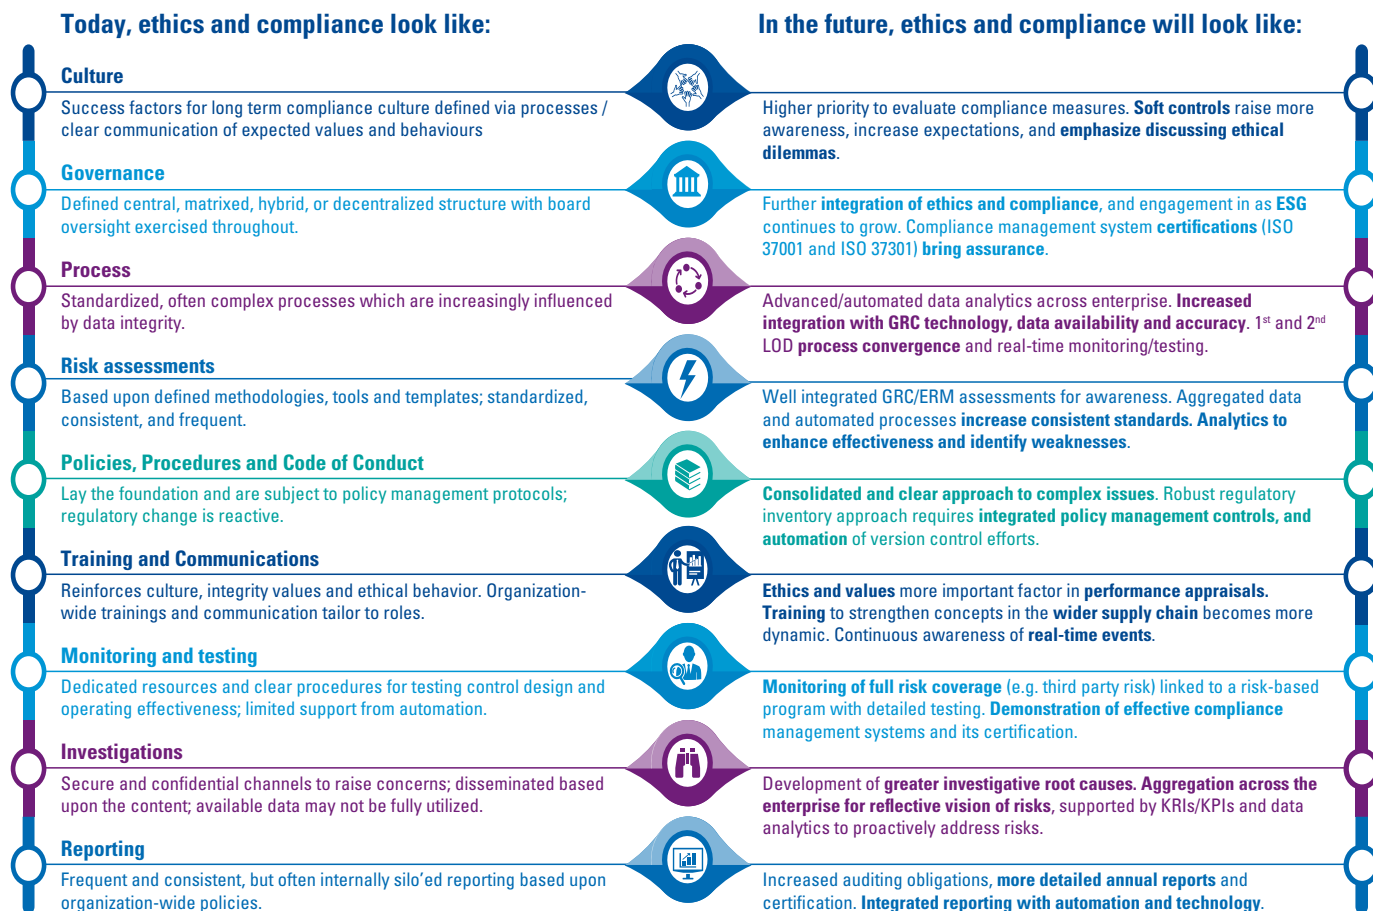 Today, ethics and compliance look like:
In the future, ethics and compliance will look like:
Culture
Success factors for long term compliance culture defined via processes /
clear communication of expected values and behaviours
Higher priority to evaluate compliance measures. Soft controls raise more
awareness, increase expectations, and emphasize discussing ethical
dilemmas.
Governance
Defined central, matrixed, hybrid, or decentralized structure with board
oversight exercised throughout.
Further integration of ethics and compliance, and engagement in as ESG
continues to grow. Compliance management system certifications (ISO
37001 and ISO 37301) bring assurance.
Process
Standardized, often complex processes which are increasingly influenced
by data integrity.
Advanced/automated data analytics across enterprise. Increased
integration with GRC technology, data availability and accuracy. 1st and 2nd
LOD process convergence and real-time monitoring/testing.
Risk assessments
Based upon defined methodologies, tools and templates; standardized,
consistent, and frequent.
Well integrated GRC/ERM assessments for awareness. Aggregated data
and automated processes increase consistent standards. Analytics to
enhance effectiveness and identify weaknesses.
Policies, Procedures and Code of Conduct
Lay the foundation and are subject to policy management protocols;
regulatory change is reactive.
Consolidated and clear approach to complex issues. Robust regulatory
inventory approach requires integrated policy management controls, and
automation of version control efforts.
Training and Communications
Reinforces culture, integrity values and ethical behavior. Organization-
wide trainings and communication tailor to roles.
Ethics and values more important factor in performance appraisals.
Training to strengthen concepts in the wider supply chain becomes more
dynamic. Continuous awareness of real-time events.
Monitoring and testing
Dedicated resources and clear procedures for testing control design and
operating effectiveness; limited support from automation.
Monitoring of full risk coverage (e.g. third party risk) linked to a risk-based
program with detailed testing. Demonstration of effective compliance
management systems and its certification.
Investigations
Secure and confidential channels to raise concerns; disseminated based
upon the content; available data may not be fully utilized.
Development of greater investigative root causes. Aggregation across the
enterprise for reflective vision of risks, supported by KRIs/KPIs and data
analytics to proactively address risks.
Reporting
Frequent and consistent, but often internally silo'ed reporting based upon
organization-wide policies.
Increased auditing obligations, more detailed annual reports and
certification. Integrated reporting with automation and technology.